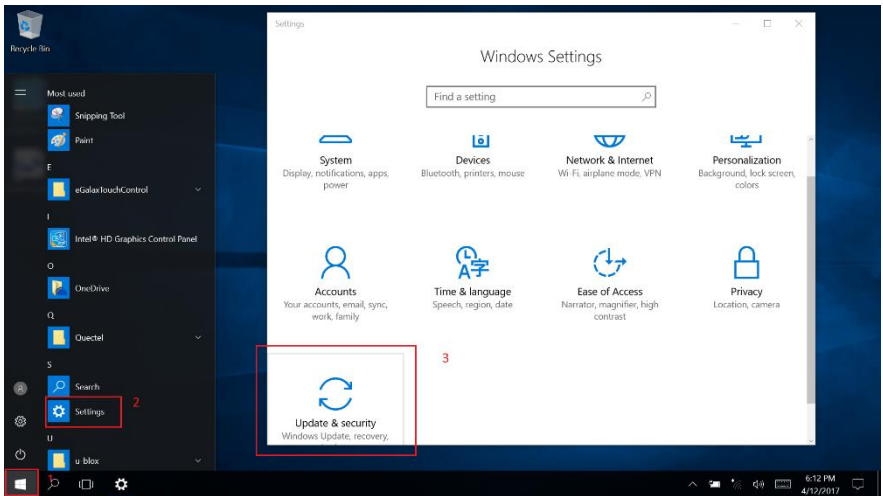 Recycle Bin
Most used
Snipping Tool
Paint
E
eGalaxTouchControl
I
Intel® HD Graphics Control Panel
O
OneDrive
Q
Quectel
S
Search
Settings
2
U
u-blox
1
Settings
Windows Settings
Find a setting
System
Display, notifications, apps,
power
Devices
Bluetooth, printers, mouse
Network & Internet
Wi-Fi, airplane mode, VPN
Personalization
Background, lock screen,
colors
Accounts
Your accounts, email, sync,
work, family
Time & language
Speech, region, date
Ease of Access
Narrator, magnifier, high
contrast
Privacy
Location, camera
3
Update & security
Windows Update, recovery,
6:12 PM
4/12/2017